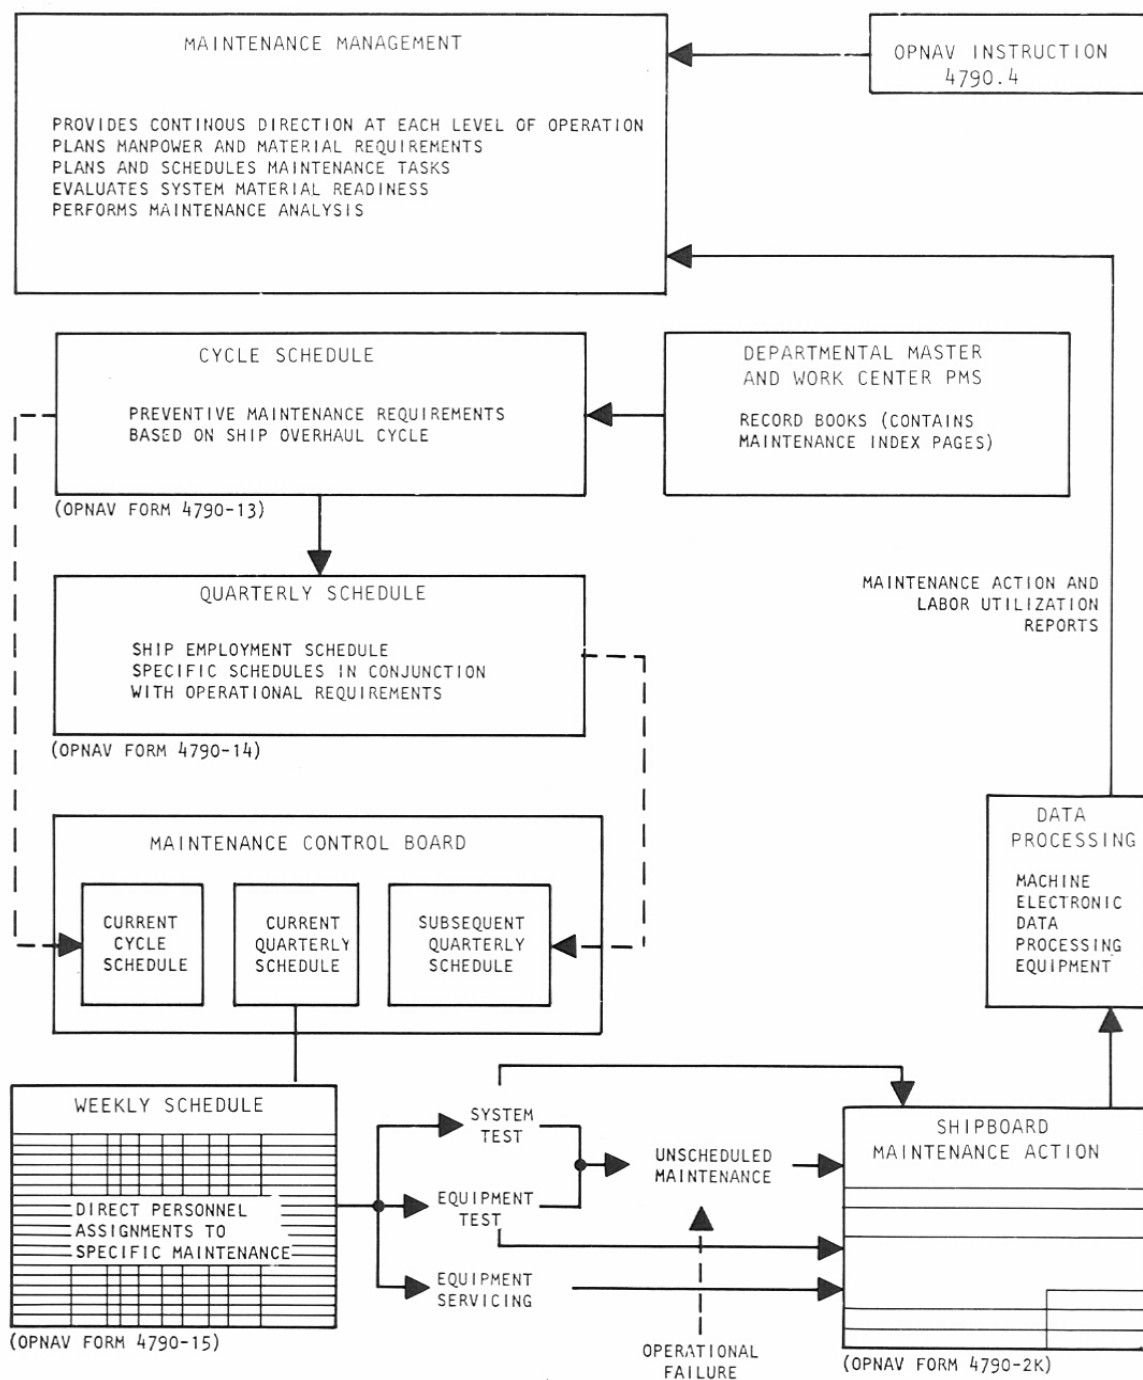 MAINTENANCE MANAGEMENT
PROVIDES CONTINOUS DIRECTION AT EACH LEVEL OF OPERATION
PLANS MANPOWER AND MATERIAL REQUIREMENTS
PLANS AND SCHEDULES MAINTENANCE TASKS
EVALUATES SYSTEM MATERIAL READINESS
PERFORMS MAINTENANCE ANALYSIS
OPNAV INSTRUCTION
4790.4
CYCLE SCHEDULE
PREVENTIVE MAINTENANCE REQUIREMENTS
BASED ON SHIP OVERHAUL CYCLE
(OPNAV FORM 4790-13)
DEPARTMENTAL MASTER
AND WORK CENTER PMS
RECORD BOOKS (CONTAINS
MAINTENANCE INDEX PAGES)
QUARTERLY SCHEDULE
SHIP EMPLOYMENT SCHEDULE
SPECIFIC SCHEDULES IN CONJUNCTION
WITH OPERATIONAL REQUIREMENTS
(OPNAV FORM 4790-14)
MAINTENANCE ACTION AND
LABOR UTILIZATION
REPORTS
MAINTENANCE CONTROL BOARD
CURRENT
CYCLE
SCHEDULE
CURRENT
QUARTERLY
SCHEDULE
SUBSEQUENT
QUARTERLY
SCHEDULE
DATA
PROCESSING
MACHINE
ELECTRONIC
DATA
PROCESSING
EQUIPMENT
WEEKLY SCHEDULE
DIRECT PERSONNEL
ASSIGNMENTS TO
SPECIFIC MAINTENANCE
(OPNAV FORM 4790-15)
SYSTEM
TEST
EQUIPMENT
TEST
EQUIPMENT
SERVICING
UNSCHEDULED
MAINTENANCE
OPERATIONAL
FAILURE
SHIPBOARD
MAINTENANCE ACTION
(OPNAV FORM 4790-2K)